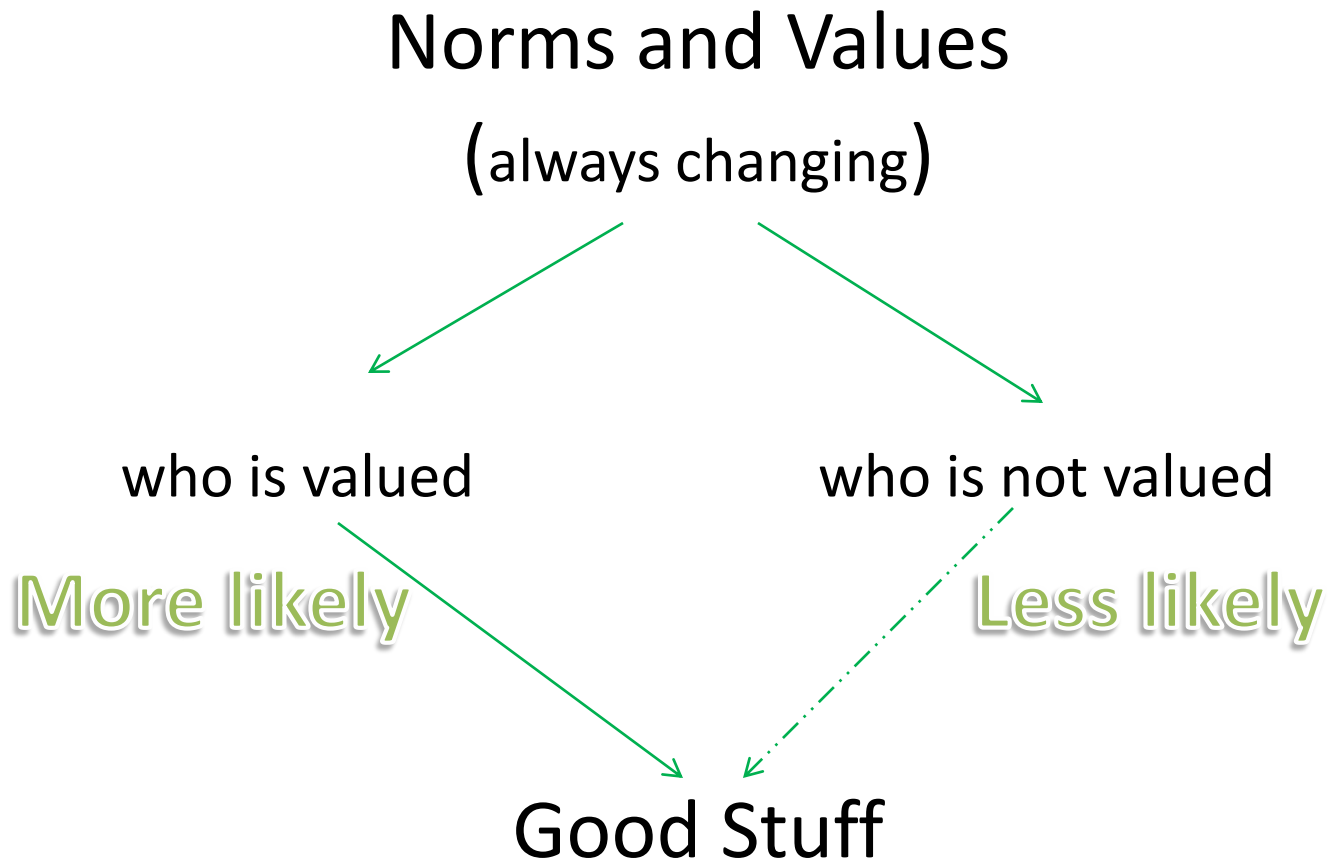 Norms and Values
(always changing)
who is valued
who is not valued
More likely
Less likely
Good Stuff